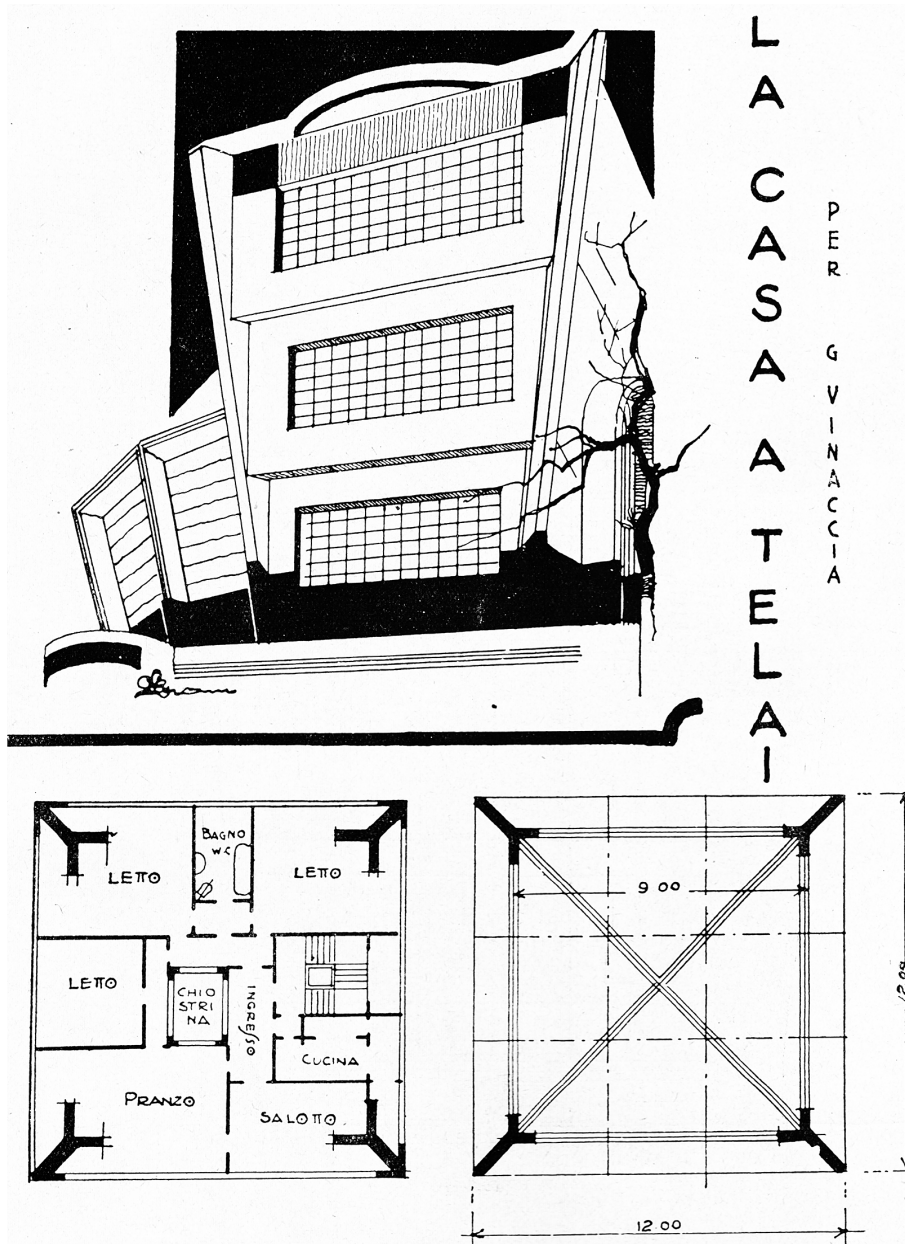 LA CASA A TELAI
PER G VINACCIA
BAGNO
WC
LETTO
LETTO
LETTO
CHIO
STRI
NA
INGRESSO
CUCINA
PRANZO
SALOTTO
9 00
12.00
12.00